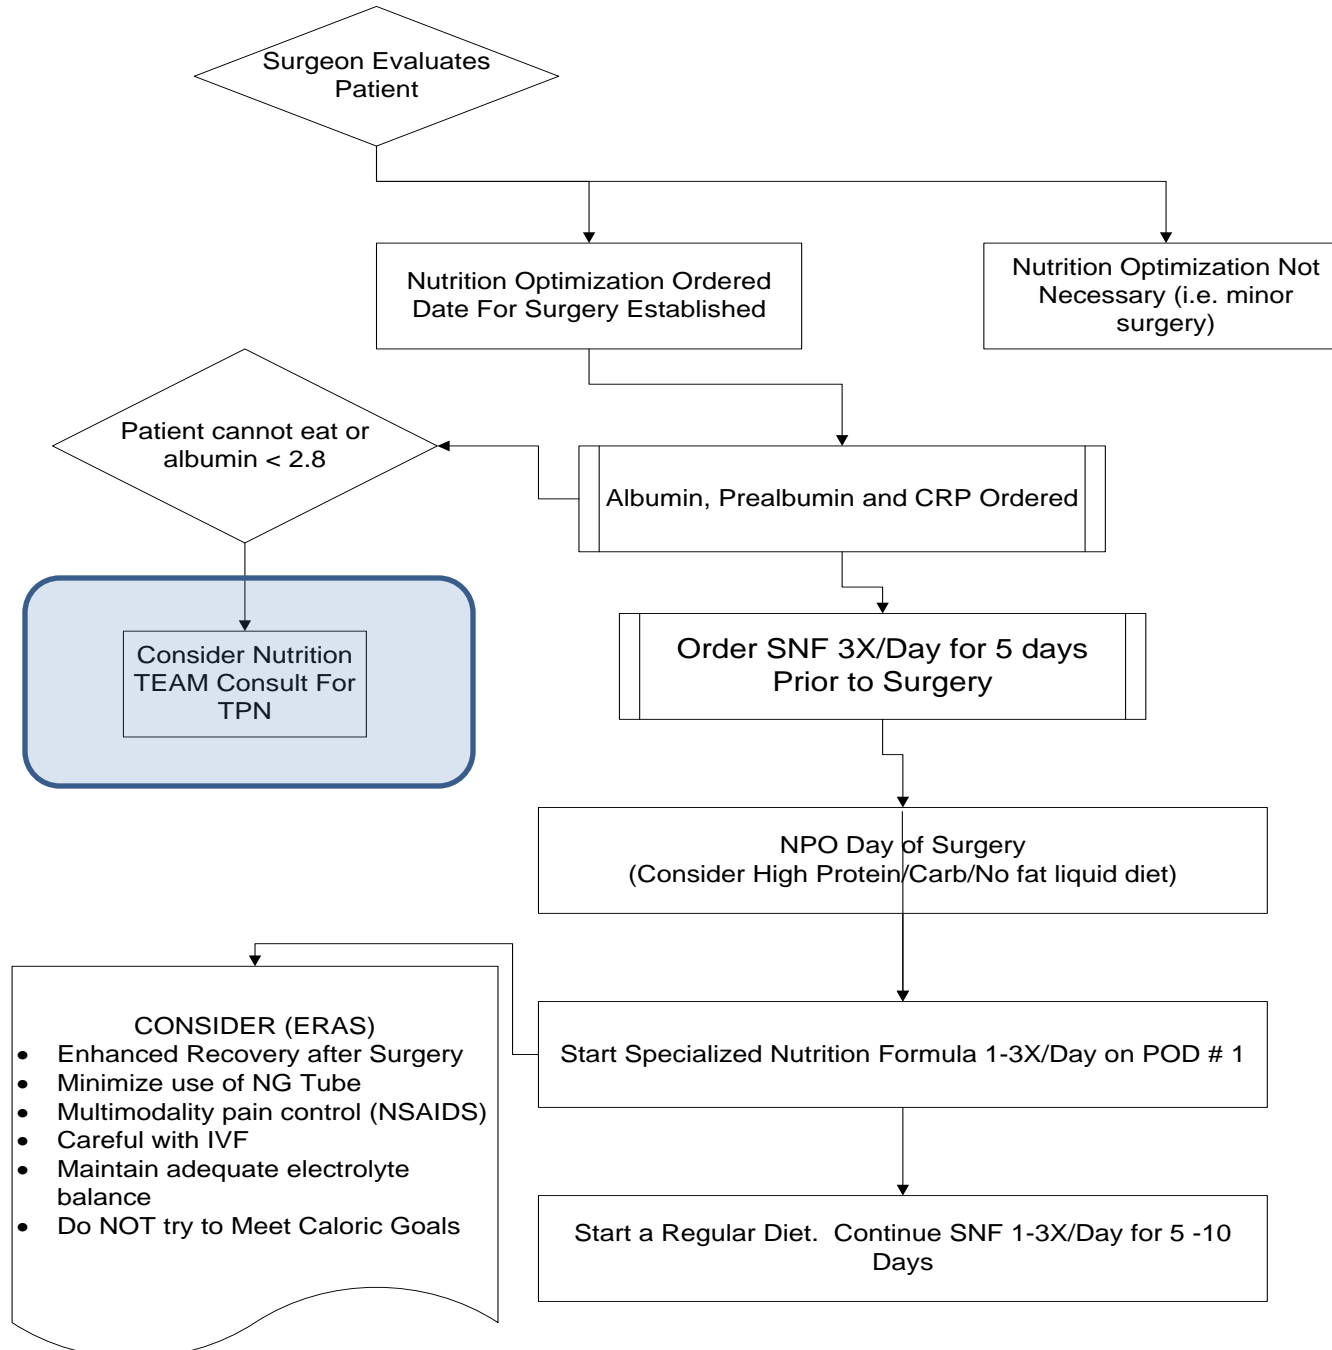 Surgeon Evaluates
Patient
Nutrition Optimization Ordered
Date For Surgery Established
Nutrition Optimization Not
Necessary (i.e. minor
surgery)
Patient cannot eat or
albumin < 2.8
Albumin, Prealbumin and CRP Ordered
Consider Nutrition
TEAM Consult For
TPN
Order SNF 3X/Day for 5 days
Prior to Surgery
NPO Day of Surgery
(Consider High Protein/Carb/No fat liquid diet)
CONSIDER (ERAS)
• Enhanced Recovery after Surgery
• Minimize use of NG Tube
• Multimodality pain control (NSAIDS)
• Careful with IVF
• Maintain adequate electrolyte
balance
• Do NOT try to Meet Caloric Goals
Start Specialized Nutrition Formula 1-3X/Day on POD # 1
Start a Regular Diet.  Continue SNF 1-3X/Day for 5 -10
Days